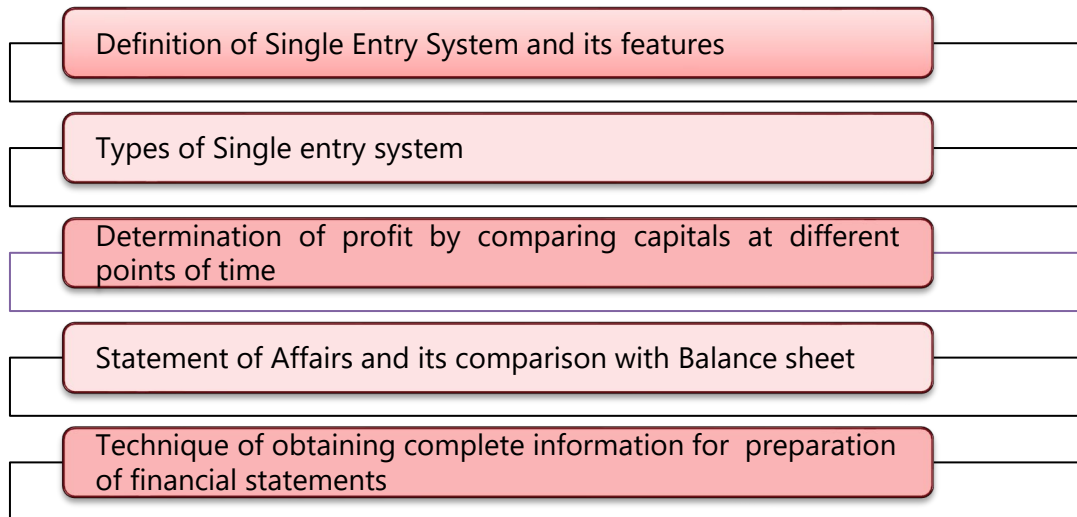 Definition of Single Entry System and its features
Types of Single entry system
Determination of profit by comparing capitals at different
points of time
Statement of Affairs and its comparison with Balance sheet
Technique of obtaining complete information for preparation
of financial statements